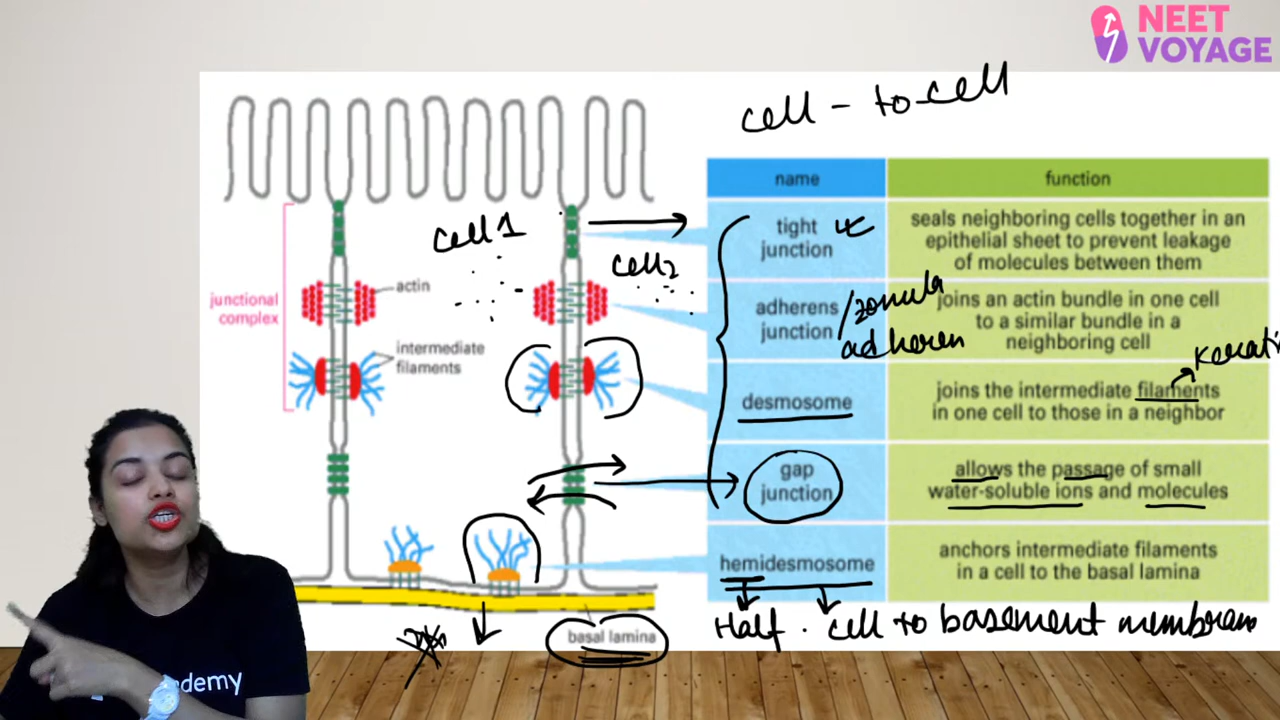 NEET
VOYAGE
cell - to cell
name
function
tight
junction
seals neighboring cells together in an
epithelial sheet to prevent leakage
of molecules between them
adherens
junction
/zonula
adheren
joins an actin bundle in one cell
to a similar bundle in a
neighboring cell
Kerati
desmosome
joins the intermediate filaments
in one cell to those in a neighbor
gap
junction
allows the passage of small
water-soluble ions and molecules
hemidesmosome
anchors intermediate filaments
in a cell to the basal lamina
Half . cell to basement membrane
cell 1
cell2
junctional
complex
actin
intermediate
filaments
basal lamina
ademy